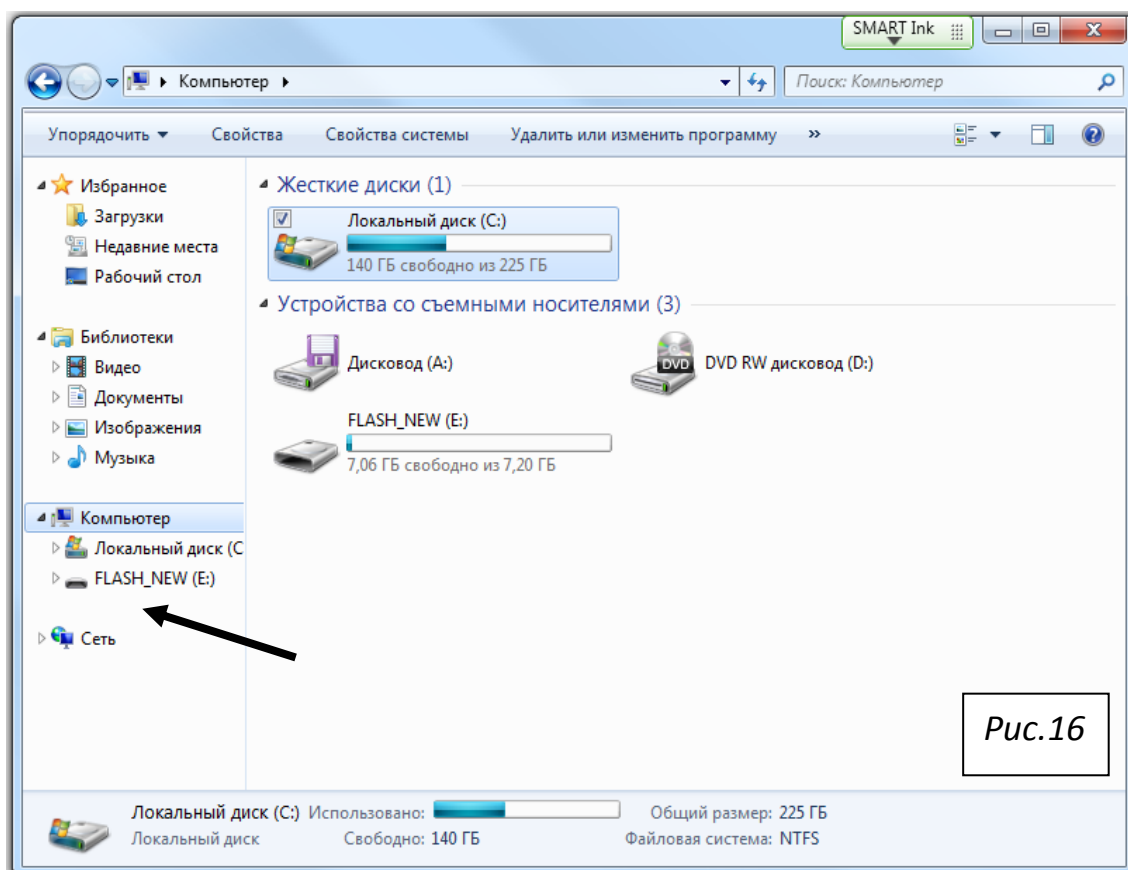 SMART Ink
Компьютер
Поиск: Компьютер
Упорядочить Свойства Свойства системы Удалить или изменить программу »
Избранное
Загрузки
Недавние места
Рабочий стол
Библиотеки
Видео
Документы
Изображения
Музыка
Компьютер
Локальный диск (C
FLASH_NEW (E:)
Сеть
Жесткие диски (1)
Локальный диск (C:)
140 ГБ свободно из 225 ГБ
Устройства со съемными носителями (3)
Дисковод (A:)
DVD RW дисковод (D:)
DVD
FLASH_NEW (E:)
7,06 ГБ свободно из 7,20 ГБ
Рис.16
Локальный диск (C:) Использовано: Общий размер: 225 ГБ
Локальный диск Свободно: 140 ГБ Файловая система: NTFS